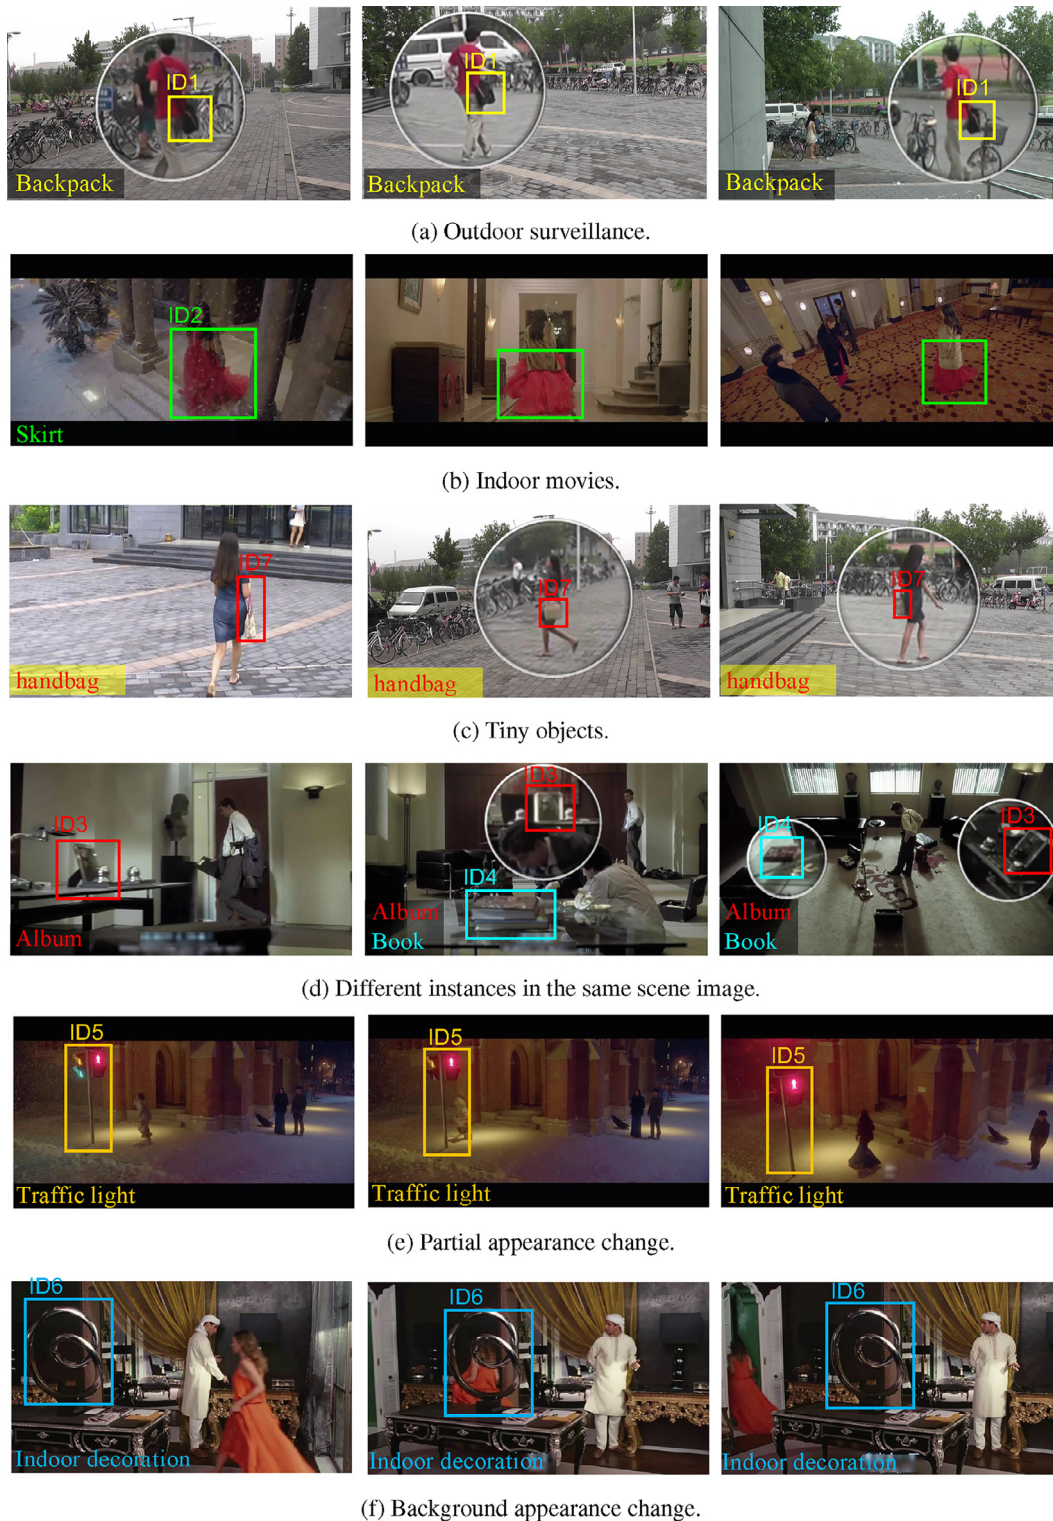 ID1
Backpack
ID1
Backpack
ID1
Backpack
(a) Outdoor surveillance.
ID2
Skirt
(b) Indoor movies.
ID7
handbag
ID7
handbag
ID7
handbag
(c) Tiny objects.
ID3
Album
ID3
ID4
Album
Book
ID4
ID3
Album
Book
(d) Different instances in the same scene image.
ID5
Traffic light
ID5
Traffic light
ID5
Traffic light
(e) Partial appearance change.
ID6
Indoor decoration
ID6
Indoor decoration
ID6
Indoor decoration
(f) Background appearance change.